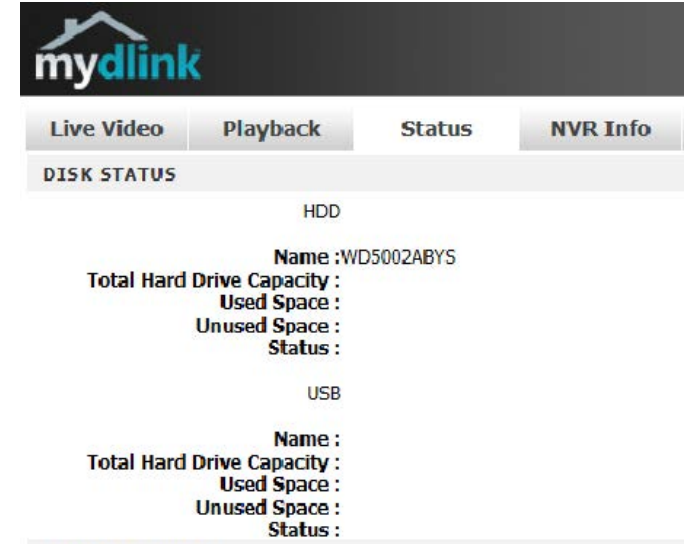 mydlink
Live Video Playback Status NVR Info
DISK STATUS
HDD
Name :WD5002ABYS
Total Hard Drive Capacity :
Used Space :
Unused Space :
Status :
USB
Name :
Total Hard Drive Capacity :
Used Space :
Unused Space :
Status :